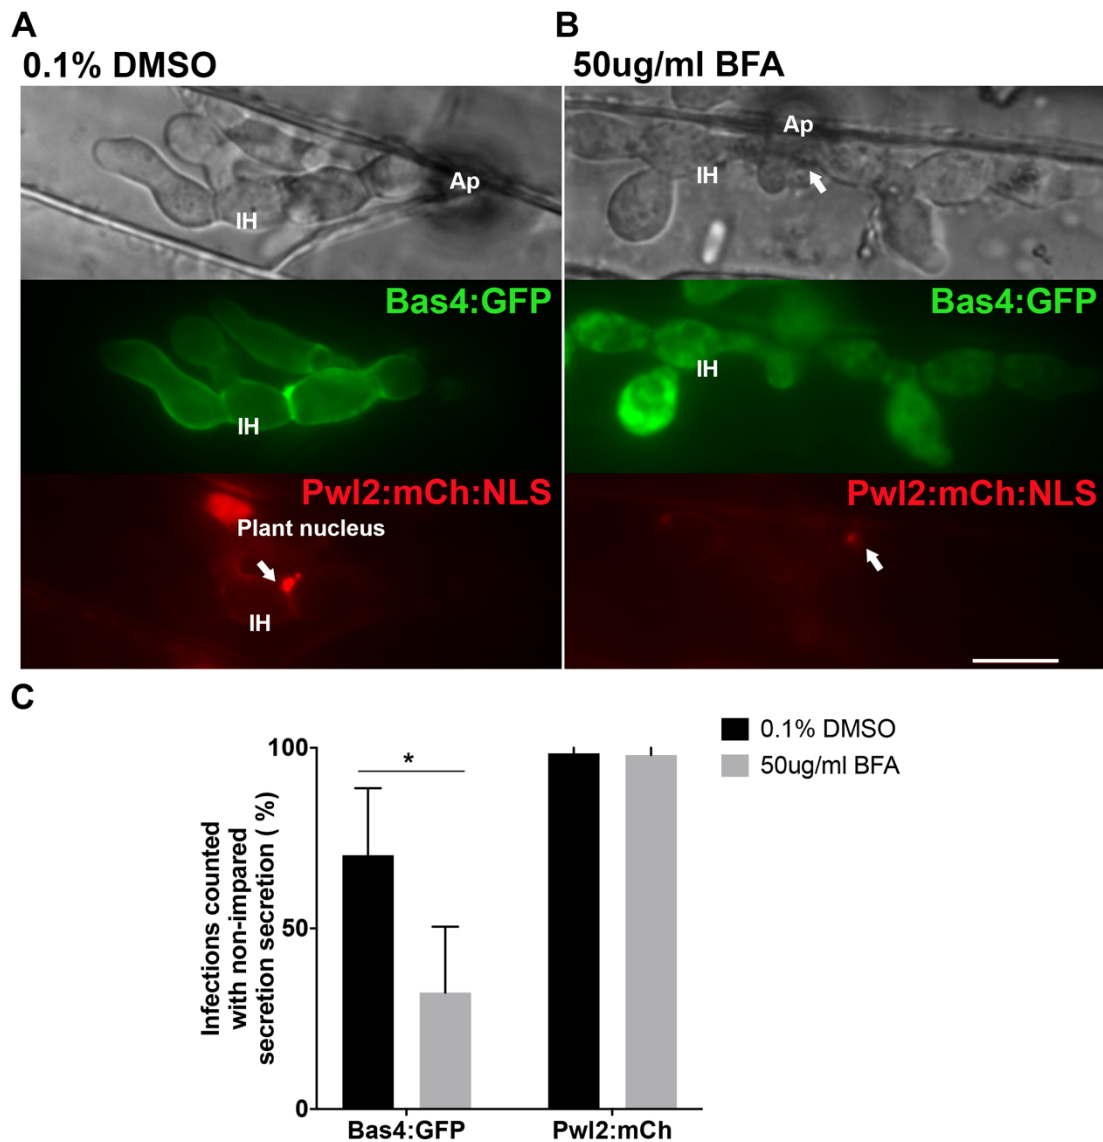 A
0.1% DMSO
Ap
IH
Bas4:GFP
IH
Pwl2:mCh:NLS
Plant nucleus
IH
B
50ug/ml BFA
Ap
IH
Bas4:GFP
IH
Pwl2:mCh:NLS
C
Infections counted
with non-impared
secretion secretion ( %)
100
50
0
*
Bas4:GFP
Pwl2:mCh
0.1% DMSO
50ug/ml BFA